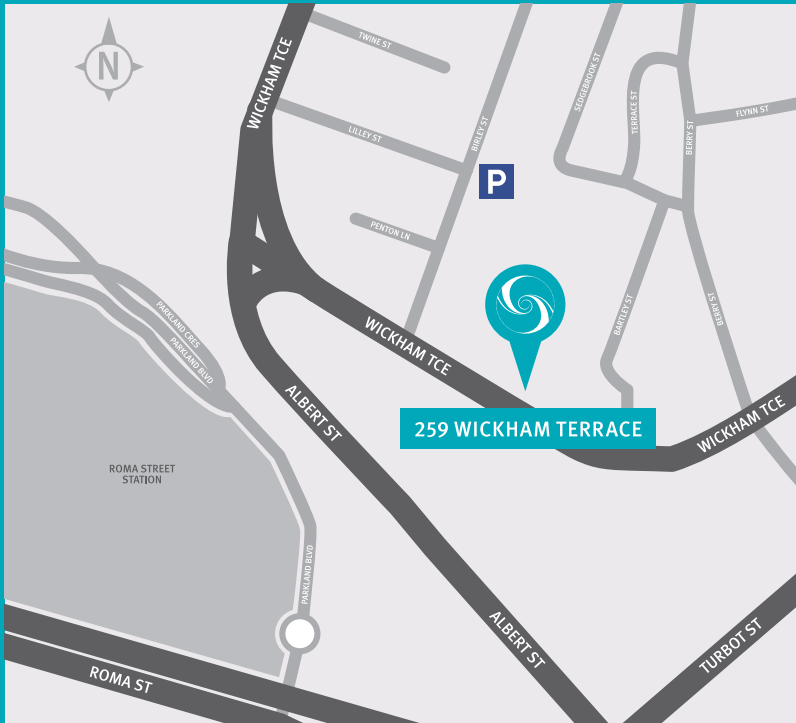 N
WICKHAM TCE
TWINE ST
LILLEY ST
BIRLEY ST
SEDGEBROOK ST
TERRACE ST
BERRY ST
FLYNN ST
P
PENTON LN
PARKLAND CRES
PARKLAND BLVD
WICKHAM TCE
BARTLEY ST
BERRY ST
ALBERT ST
259 WICKHAM TERRACE
WICKHAM TCE
ROMA STREET
STATION
PARKLAND BLVD
ALBERT ST
TURBOT ST
ROMA ST